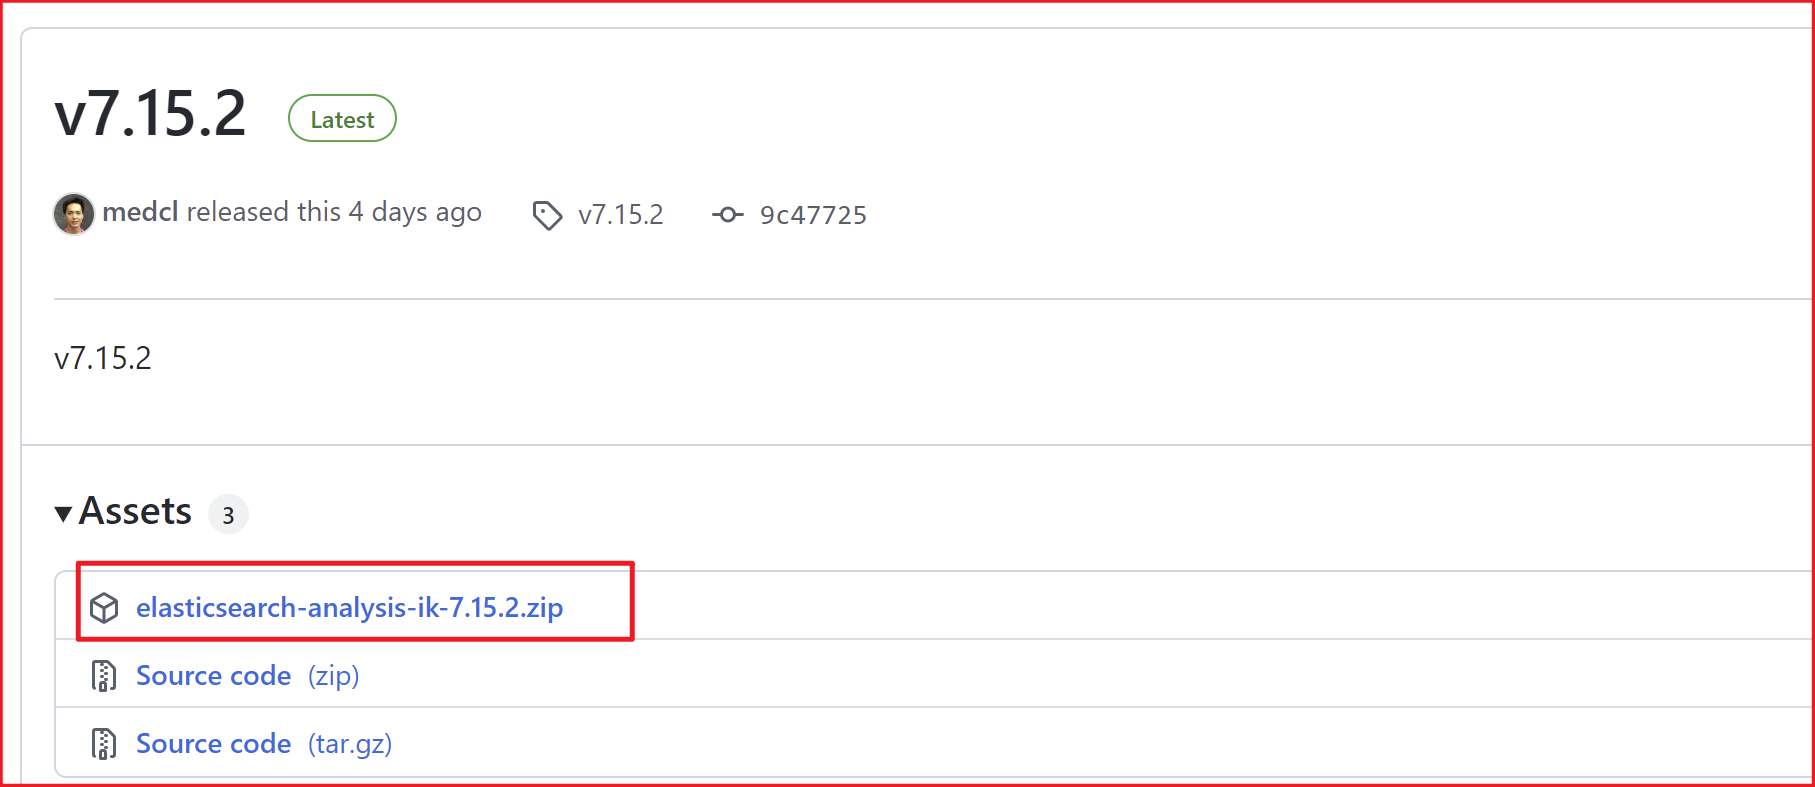 v7.15.2 Latest
medcl released this 4 days ago v7.15.2 9c47725
v7.15.2
Assets 3
elasticsearch-analysis-ik-7.15.2.zip
Source code (zip)
Source code (tar.gz)